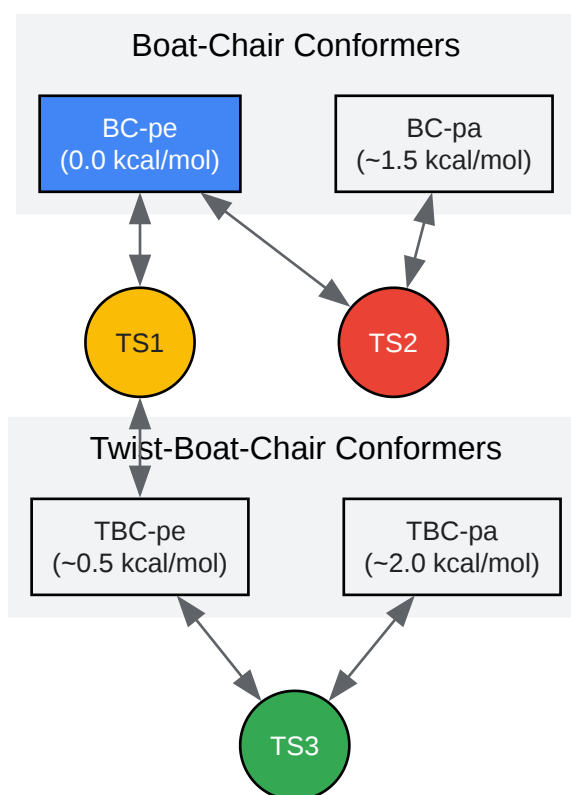 Boat-Chair Conformers
BC-pe
(0.0 kcal/mol)
BC-pa
(~1.5 kcal/mol)
TS1
TS2
Twist-Boat-Chair Conformers
TBC-pe
(~0.5 kcal/mol)
TBC-pa
(~2.0 kcal/mol)
TS3